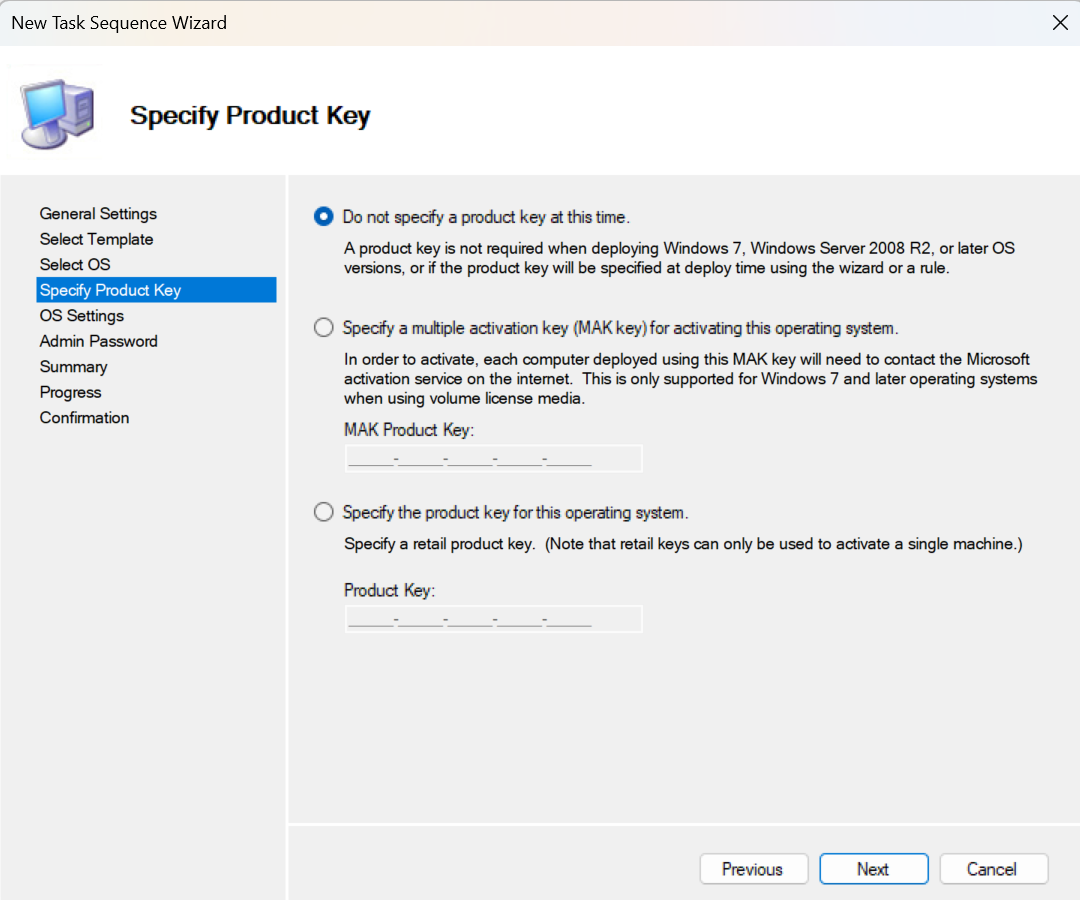 New Task Sequence Wizard
Specify Product Key
General Settings
Select Template
Select OS
Specify Product Key
OS Settings
Admin Password
Summary
Progress
Confirmation
Do not specify a product key at this time.
A product key is not required when deploying Windows 7, Windows Server 2008 R2, or later OS
versions, or if the product key will be specified at deploy time using the wizard or a rule.
Specify a multiple activation key (MAK key) for activating this operating system.
In order to activate, each computer deployed using this MAK key will need to contact the Microsoft
activation service on the internet.  This is only supported for Windows 7 and later operating systems
when using volume license media.
MAK Product Key:
_____-_____-_____-_____-_____
Specify the product key for this operating system.
Specify a retail product key.  (Note that retail keys can only be used to activate a single machine.)
Product Key:
_____-_____-_____-_____-_____
Previous
Next
Cancel